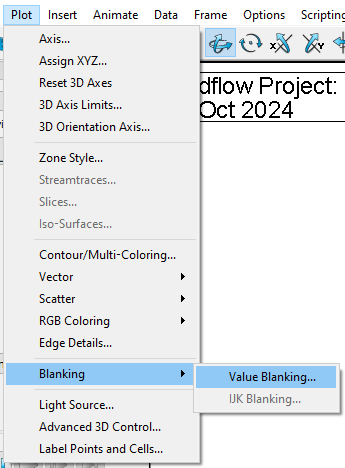 Plot Insert Animate Data Frame Options Scripting
Axis...
Assign XYZ...
Reset 3D Axes
3D Axis Limits...
3D Orientation Axis...
Zone Style...
Streamtraces...
Slices...
Iso-Surfaces...
Contour/Multi-Coloring...
Vector
Scatter
RGB Coloring
Edge Details...
Blanking
Value Blanking...
IJK Blanking...
Light Source...
Advanced 3D Control...
Label Points and Cells...
dflow Project:
Oct 2024
X Y